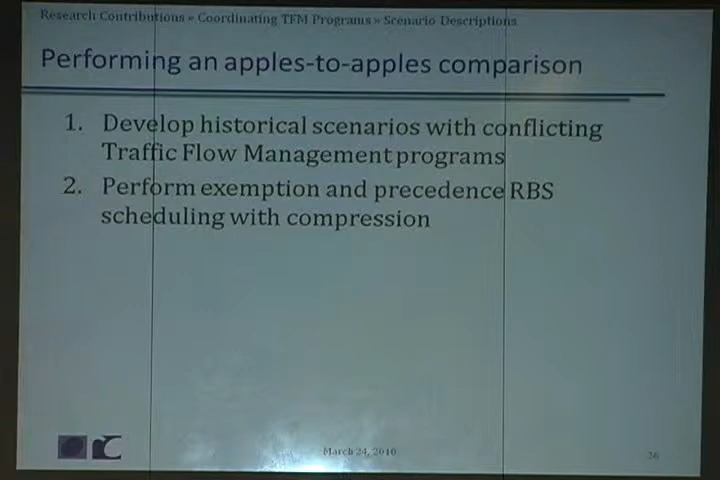 Research Contributions » Coordinating TFM Programs » Scenario Descriptions
Performing an apples-to-apples comparison
1. Develop historical scenarios with conflicting
Traffic Flow Management programs
2. Perform exemption and precedence RBS
scheduling with compression
March 24, 2010